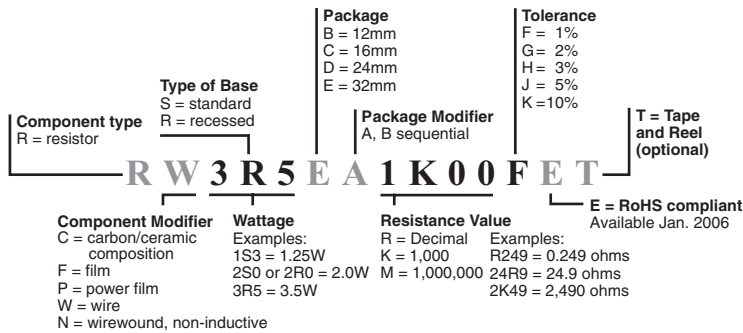 Package
B = 12mm
C = 16mm
D = 24mm
E = 32mm
Tolerance
F = 1%
G = 2%
H = 3%
J = 5%
K =10%
Type of Base
S = standard
R = recessed
Component type
R = resistor
Package Modifier
A, B sequential
T = Tape
and Reel
(optional)
R W 3 R 5 E A 1 K 0 0 F E T
E = RoHS compliant
Available Jan. 2006
Component Modifier
C = carbon/ceramic
composition
F = film
P = power film
W = wire
N = wirewound, non-inductive
Wattage
Examples:
1S3 = 1.25W
2S0 or 2R0 = 2.0W
3R5 = 3.5W
Resistance Value
R = Decimal
K = 1,000
M = 1,000,000
Examples:
R249 = 0.249 ohms
24R9 = 24.9 ohms
2K49 = 2,490 ohms